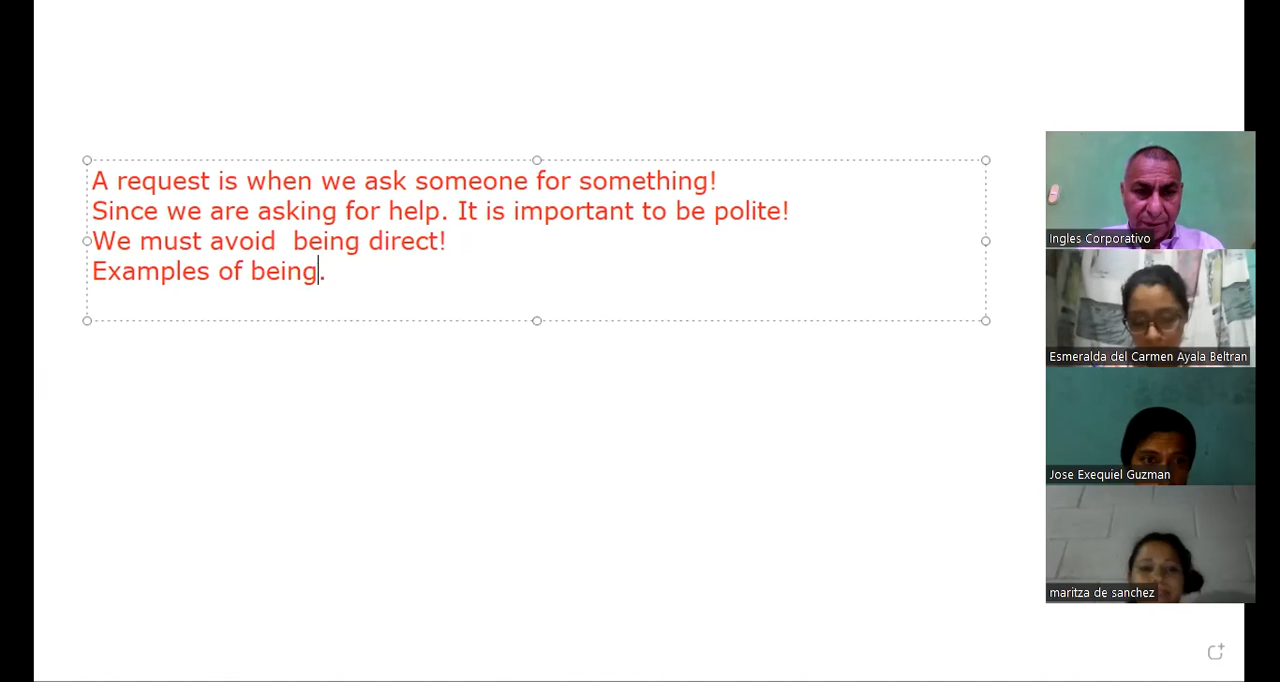 A request is when we ask someone for something!
Since we are asking for help. It is important to be polite!
We must avoid  being direct!
Examples of being.
Ingles Corporativo
Esmeralda del Carmen Ayala Beltran
Jose Exequiel Guzman
maritza de sanchez